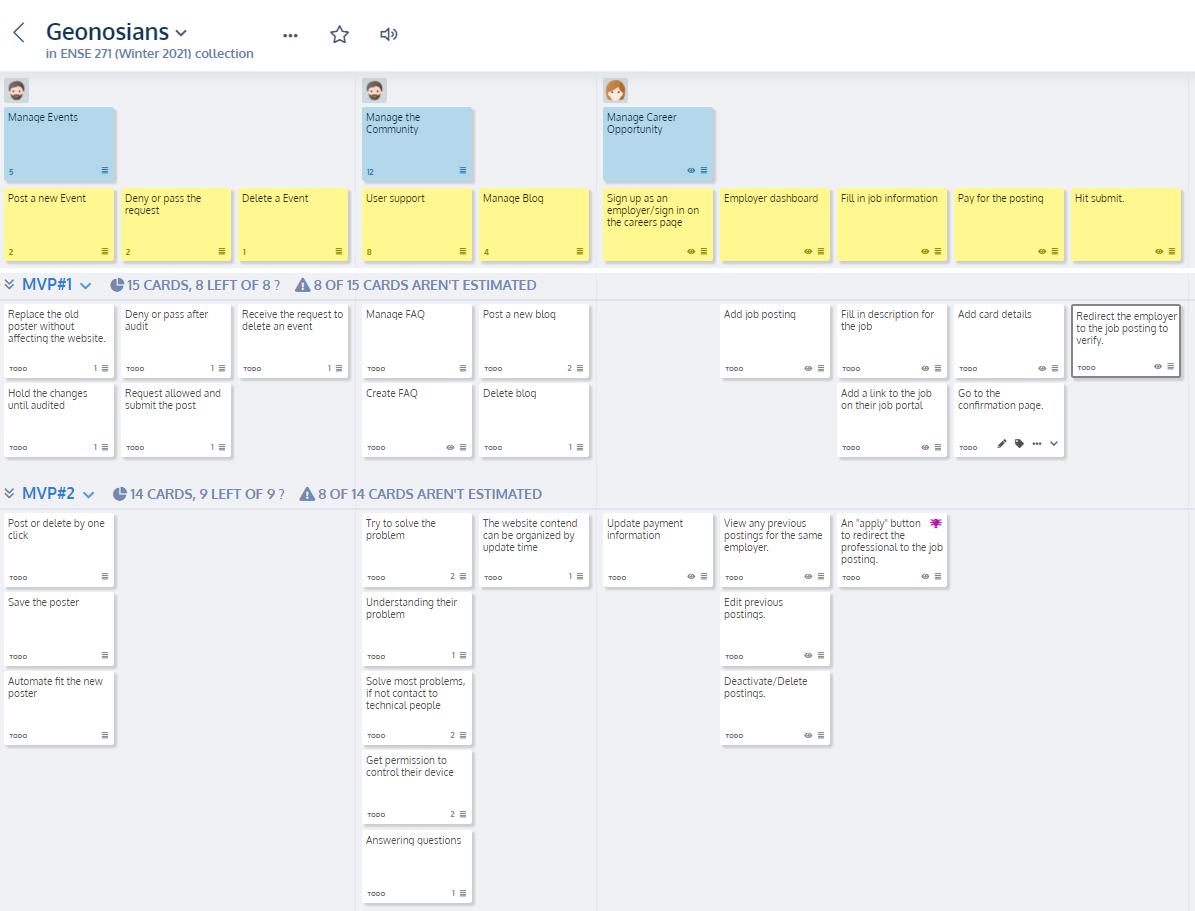 Geonosians
in ENSE 271 (Winter 2021) collection
Manage Events
5
Manage the
Community
12
Manage Career
Opportunity
Post a new Event
2
Deny or pass the
request
2
Delete a Event
1
User support
8
Manage Blog
4
Sign up as an
employer/sign in on
the careers page
Employer dashboard
Fill in job information
Pay for the posting
Hit submit.
MVP#1 15 CARDS, 8 LEFT OF 8 ? 8 OF 15 CARDS AREN'T ESTIMATED
Replace the old
poster without
affecting the website.
TODO 1
Deny or pass after
audit
TODO 1
Receive the request to
delete an event
TODO 1
Manage FAQ
TODO
Post a new blog
TODO 2
Add job posting
TODO
Fill in description for
the job
TODO
Add card details
TODO
Redirect the employer
to the job posting to
verify.
TODO
Hold the changes
until audited
TODO 1
Request allowed and
submit the post
TODO 1
Create FAQ
TODO
Delete blog
TODO 1
Add a link to the job
on their job portal
TODO
Go to the
confirmation page.
TODO
MVP#2 14 CARDS, 9 LEFT OF 9 ? 8 OF 14 CARDS AREN'T ESTIMATED
Post or delete by one
click
TODO
Try to solve the
problem
TODO 2
The website contend
can be organized by
update time
TODO 1
Update payment
information
TODO
View any previous
postings for the same
employer.
TODO
An "apply" button
to redirect the
professional to the job
posting.
TODO
Save the poster
TODO
Understanding their
problem
TODO 1
Edit previous
postings.
TODO
Automate fit the new
poster
TODO
Solve most problems,
if not contact to
technical people
TODO 2
Deactivate/Delete
postings.
TODO
Get permission to
control their device
TODO 2
Answering questions
TODO 1